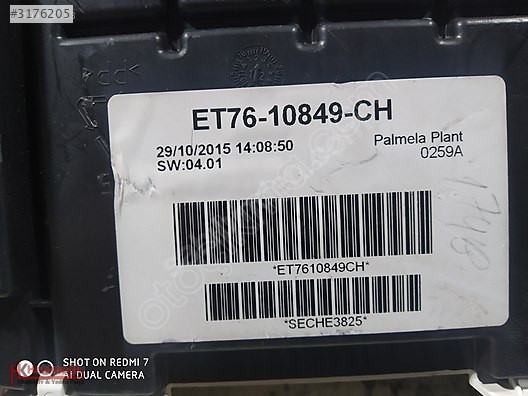 #3176205
ET76-10849-CH
29/10/2015 14:08:50
SW:04.01
Palmela Plant
0259A
*ET7610849CH*
*SECHE3825*
SHOT ON REDMI 7
AI DUAL CAMERA